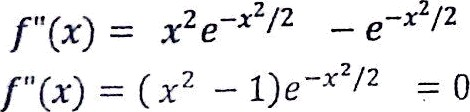 f"(x) = x²e^{-x²/2} - e^{-x²/2}
f"(x) = (x² - 1)e^{-x²/2} = 0